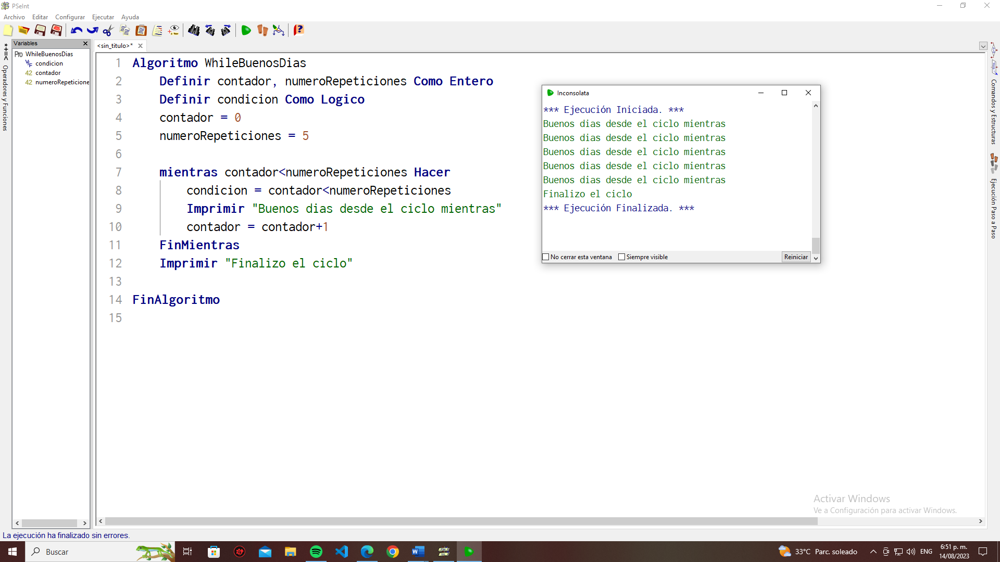 PSeInt
Archivo Editar Configurar Ejecutar Ayuda
Variables
<sin_titulo>*
*+=<
Operadores y Funciones
Pro WhileBuenosDias
V/F condicion
42 contador
42 numeroRepeticione
1 Algoritmo WhileBuenosDias
2 Definir contador, numeroRepeticiones Como Entero
3 Definir condicion Como Logico
4 contador = 0
5 numeroRepeticiones = 5
6
7 mientras contador<numeroRepeticiones Hacer
8 condicion = contador<numeroRepeticiones
9 Imprimir "Buenos dias desde el ciclo mientras"
10 contador = contador+1
11 FinMientras
12 Imprimir "Finalizo el ciclo"
13
14 FinAlgoritmo
15
Inconsolata
*** Ejecución Iniciada. ***
Buenos dias desde el ciclo mientras
Buenos dias desde el ciclo mientras
Buenos dias desde el ciclo mientras
Buenos dias desde el ciclo mientras
Buenos dias desde el ciclo mientras
Finalizo el ciclo
*** Ejecución Finalizada. ***
No cerrar esta ventana Siempre visible Reiniciar
Comandos y Estructuras
Ejecución Paso a Paso
Activar Windows
Ve a Configuración para activar Windows.
La ejecución ha finalizado sin errores.
Buscar
33°C Parc. soleado
ENG
6:51 p. m.
14/08/2023